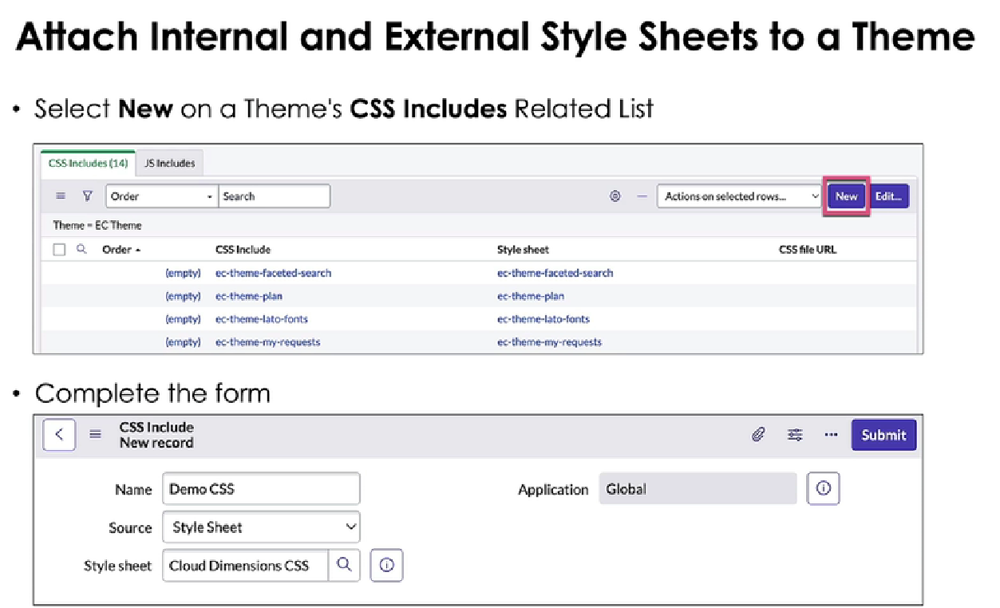 Attach Internal and External Style Sheets to a Theme
• Select New on a Theme's CSS Includes Related List
CSS Includes (14) JS Includes
Order Search Actions on selected rows... New Edit...
Theme = EC Theme
Order CSS Include Style sheet CSS file URL
(empty) ec-theme-faceted-search ec-theme-faceted-search
(empty) ec-theme-plan ec-theme-plan
(empty) ec-theme-lato-fonts ec-theme-lato-fonts
(empty) ec-theme-my-requests ec-theme-my-requests
• Complete the form
CSS Include
New record
Submit
Name Demo CSS Application Global
Source Style Sheet
Style sheet Cloud Dimensions CSS